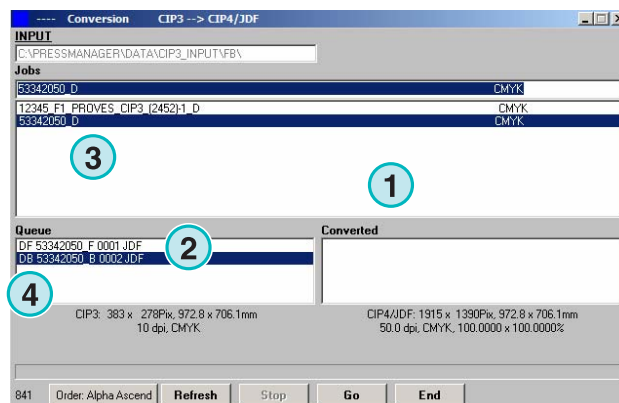 ---- Conversion CIP3 --> CIP4/JDF
INPUT
C:\PRESSMANAGER\DATA\CIP3_INPUT\FB\
Jobs
53342050_D CMYK
12345_F1_PROVES_CIP3_(2452)-1_D CMYK
53342050_D CMYK
3
1
Queue Converted
DF 53342050_F 0001 JDF
DB 53342050_B 0002 JDF
2
4
CIP3: 383 x 278Pix, 972.8 x 706.1mm CIP4/JDF: 1915 x 1390Pix, 972.8 x 706.1mm
10 dpi, CMYK 50.0 dpi, CMYK, 100.0000 x 100.0000%
841 Order: Alpha Ascend Refresh Stop Go End